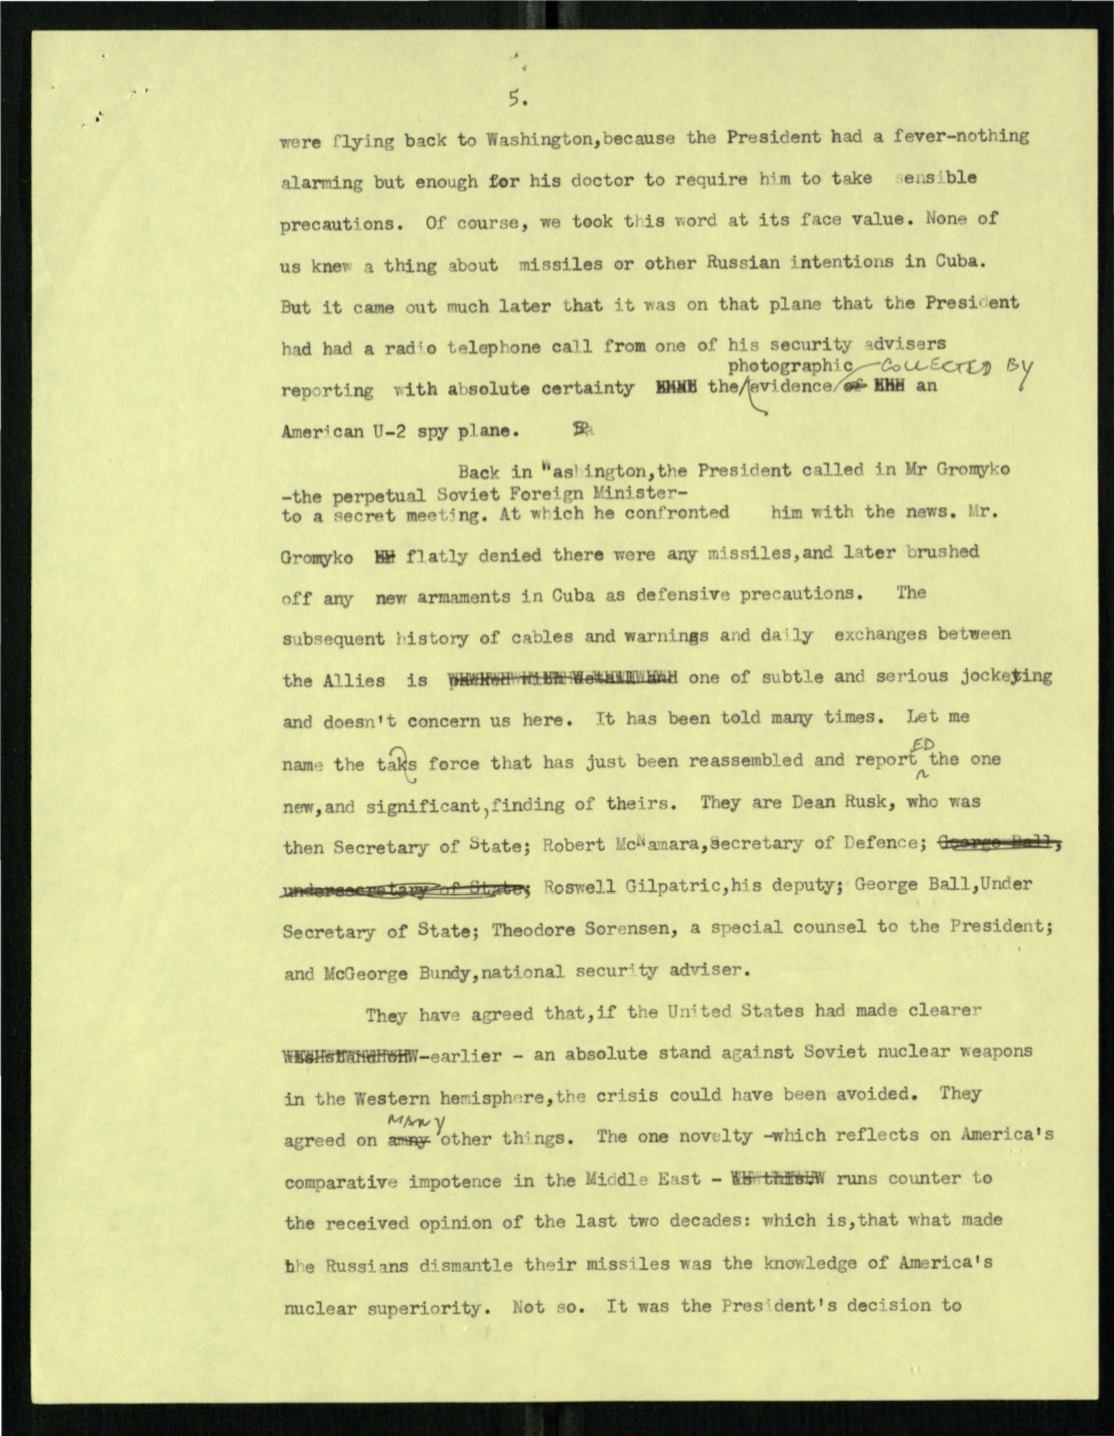 5.
were flying back to Washington,because the President had a fever-nothing
alarming but enough for his doctor to require him to take sensible
precautions. Of course, we took this word at its face value. None of
us knew a thing about missiles or other Russian intentions in Cuba.
But it came out much later that it was on that plane that the President
had had a radio telephone call from one of his security advisers
photographic COLLECTED BY
reporting with absolute certainty the/evidence/of an
American U-2 spy plane.
Back in Washington,the President called in Mr Gromyko
-the perpetual Soviet Foreign Minister-
to a secret meeting. At which he confronted him with the news. Mr.
Gromyko flatly denied there were any missiles,and later brushed
off any new armaments in Cuba as defensive precautions. The
subsequent history of cables and warnings and daily exchanges between
the Allies is one of subtle and serious jockeying
and doesn't concern us here. It has been told many times. Let me
name the taks force that has just been reassembled and reportED the one
new,and significant,finding of theirs. They are Dean Rusk, who was
then Secretary of State; Robert McNamara,Secretary of Defence; George Ball,
undersecretary of State; Roswell Gilpatric,his deputy; George Ball,Under
Secretary of State; Theodore Sorensen, a special counsel to the President;
and McGeorge Bundy,national security adviser.
They have agreed that,if the United States had made clearer
-earlier - an absolute stand against Soviet nuclear weapons
in the Western hemisphere,the crisis could have been avoided. They
MANY
agreed on amny other things. The one novelty -which reflects on America's
comparative impotence in the Middle East - runs counter to
the received opinion of the last two decades: which is,that what made
the Russians dismantle their missiles was the knowledge of America's
nuclear superiority. Not so. It was the President's decision to